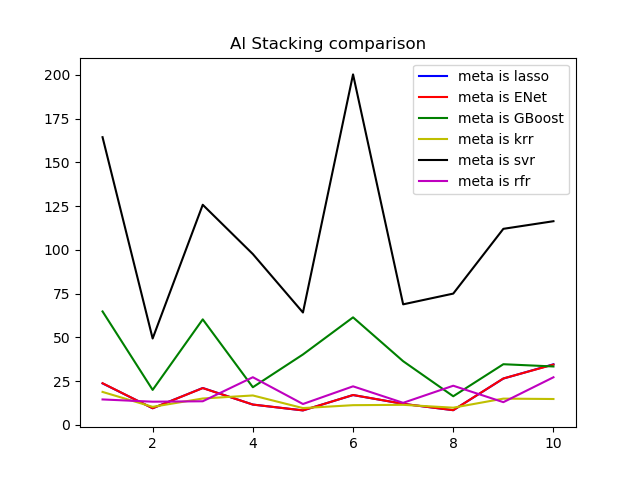 Al Stacking comparison
200
175
150
125
100
75
50
25
0
2
4
6
8
10
meta is lasso
meta is ENet
meta is GBoost
meta is krr
meta is svr
meta is rfr